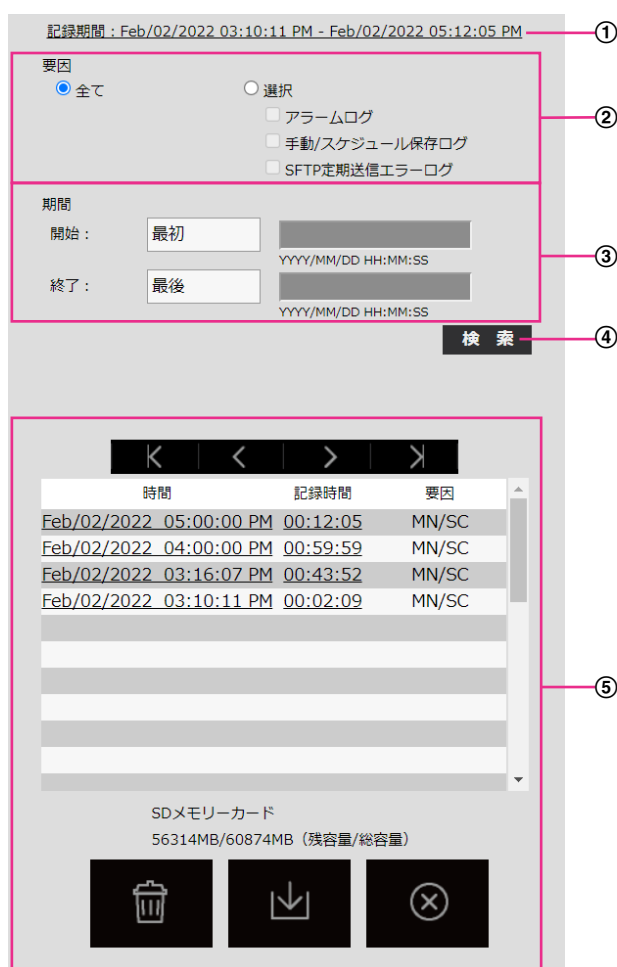 記録期間 : Feb/02/2022 03:10:11 PM - Feb/02/2022 05:12:05 PM
①
要因
全て
選択
アラームログ
②
手動/スケジュール保存ログ
SFTP定期送信エラーログ
期間
開始 :
最初
YYYY/MM/DD HH:MM:SS
③
終了 :
最後
YYYY/MM/DD HH:MM:SS
検 索
④
時間 記録時間 要因
Feb/02/2022 05:00:00 PM 00:12:05 MN/SC
Feb/02/2022 04:00:00 PM 00:59:59 MN/SC
Feb/02/2022 03:16:07 PM 00:43:52 MN/SC
Feb/02/2022 03:10:11 PM 00:02:09 MN/SC
⑤
SDメモリーカード
56314MB/60874MB（残容量/総容量）